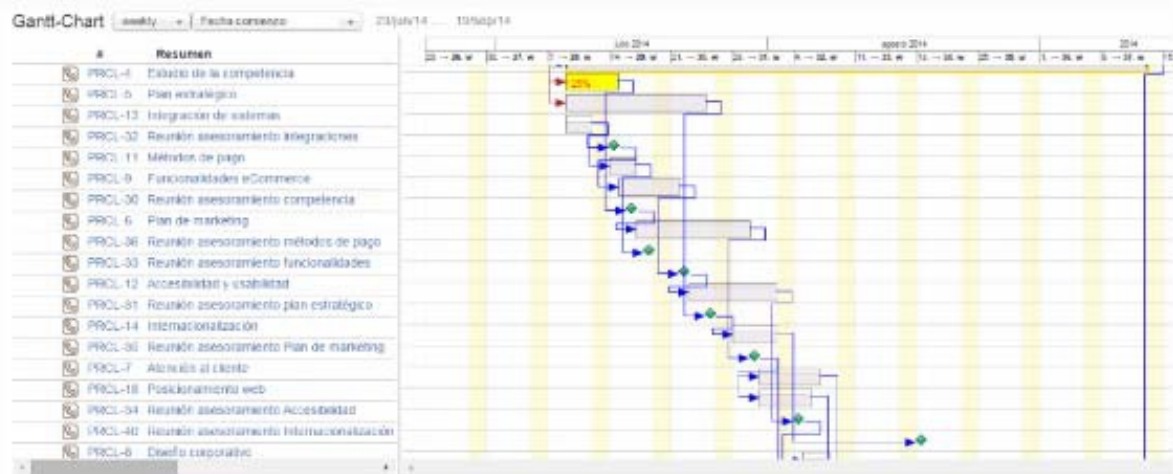 Gantt-Chart weekly Fecha comienzo
julio 2014 agosto 2014 2014
# Resumen
PRCL-4 Estudio de la competencia
25%
PRCL-5 Plan estratégico
PRCL-13 Integración de sistemas
PRCL-32 Reunión asesoramiento integraciones
PRCL-11 Métodos de pago
PRCL-9 Funcionalidades eCommerce
PRCL-30 Reunión asesoramiento competencia
PRCL-6 Plan de marketing
PRCL-36 Reunión asesoramiento métodos de pago
PRCL-33 Reunión asesoramiento funcionalidades
PRCL-12 Accesibilidad y usabilidad
PRCL-31 Reunión asesoramiento plan estratégico
PRCL-14 Internacionalización
PRCL-35 Reunión asesoramiento Plan de marketing
PRCL-7 Atención al cliente
PRCL-18 Posicionamiento web
PRCL-34 Reunión asesoramiento Accesibilidad
PRCL-40 Reunión asesoramiento Internacionalización
PRCL-8 Diseño corporativo